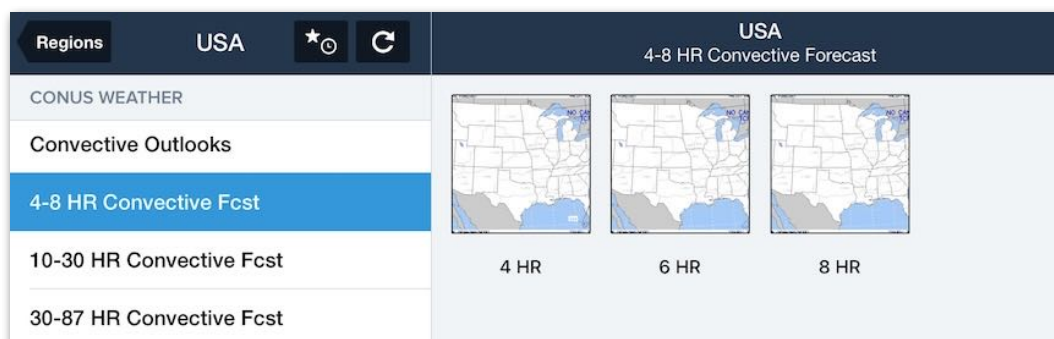 Regions
USA
CONUS WEATHER
Convective Outlooks
4-8 HR Convective Fcst
10-30 HR Convective Fcst
30-87 HR Convective Fcst
USA
4-8 HR Convective Forecast
4 HR
6 HR
8 HR